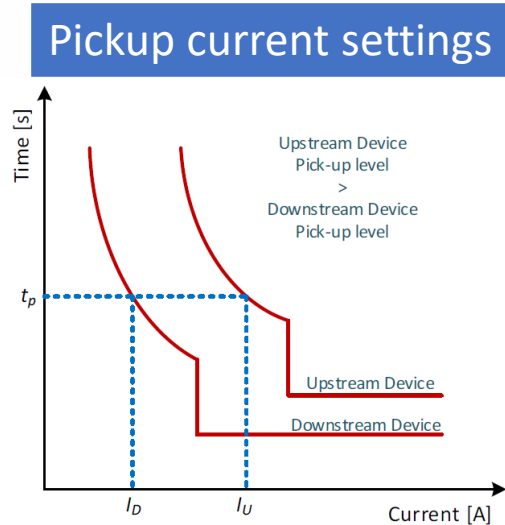 Pickup current settings
Time [s]
Upstream Device
Pick-up level
>
Downstream Device
Pick-up level
tp
Upstream Device
Downstream Device
ID
IU
Current [A]